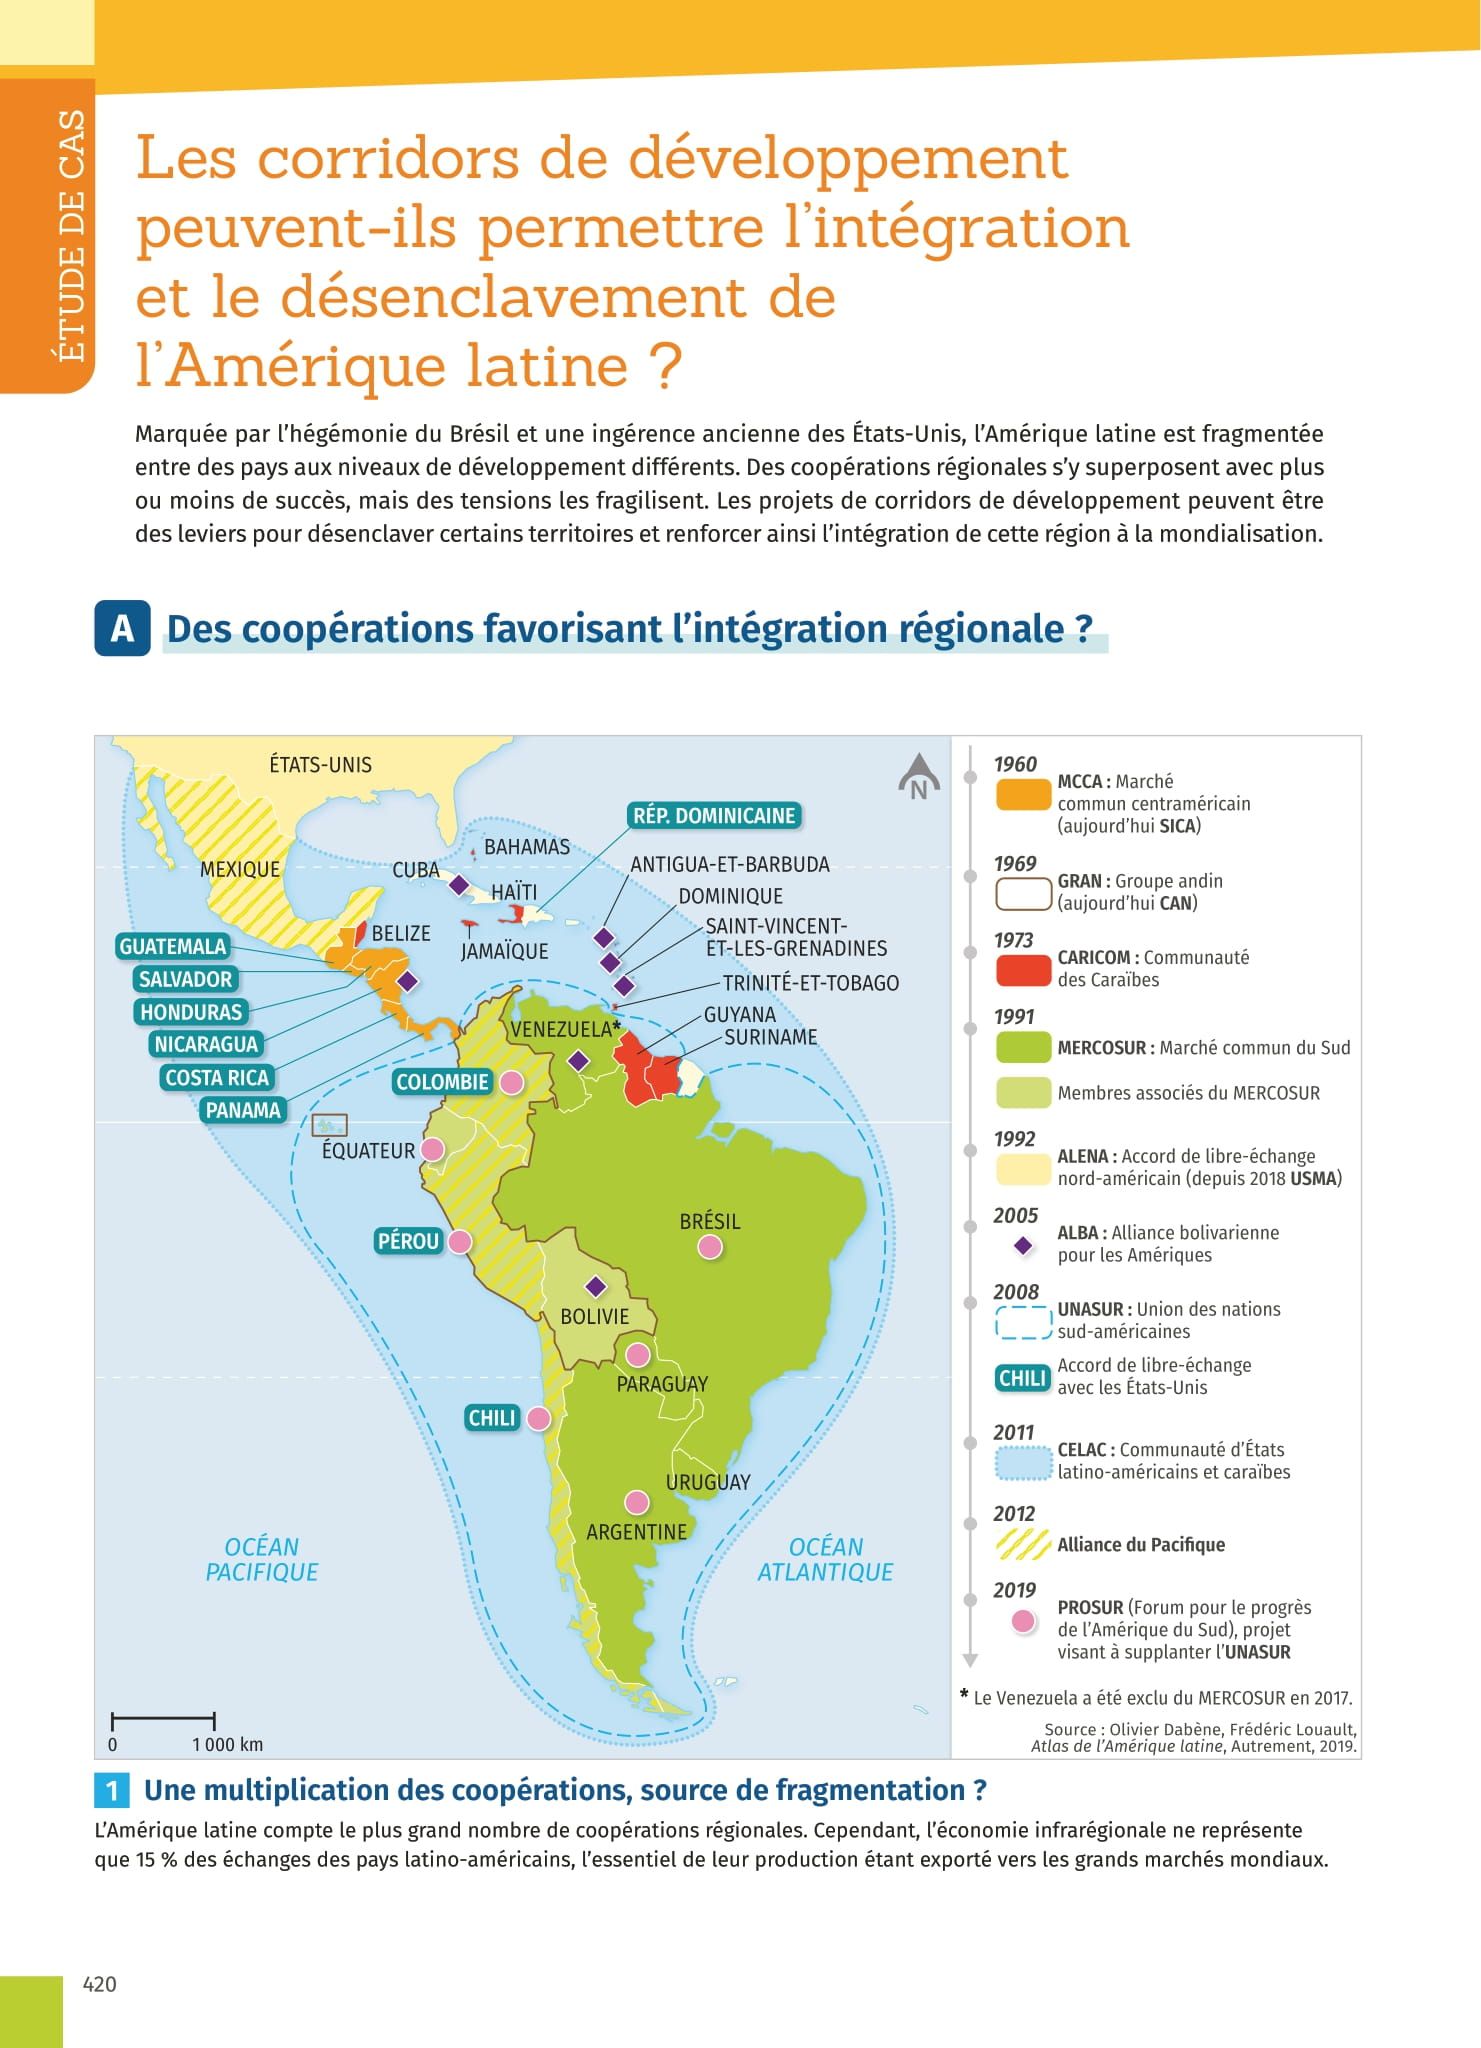 ÉTUDE DE CAS
Les corridors de développement
peuvent-ils permettre l'intégration
et le désenclavement de
l'Amérique latine ?
Marquée par l'hégémonie du Brésil et une ingérence ancienne des États-Unis, l'Amérique latine est fragmentée
entre des pays aux niveaux de développement différents. Des coopérations régionales s'y superposent avec plus
ou moins de succès, mais des tensions les fragilisent. Les projets de corridors de développement peuvent être
des leviers pour désenclaver certains territoires et renforcer ainsi l'intégration de cette région à la mondialisation.
A Des coopérations favorisant l'intégration régionale ?
ÉTATS-UNIS
N
RÉP. DOMINICAINE
BAHAMAS
MEXIQUE
CUBA
HAÏTI
ANTIGUA-ET-BARBUDA
DOMINIQUE
SAINT-VINCENT-
ET-LES-GRENADINES
BELIZE
JAMAÏQUE
TRINITÉ-ET-TOBAGO
GUATEMALA
SALVADOR
HONDURAS
NICARAGUA
COSTA RICA
PANAMA
VENEZUELA*
GUYANA
SURINAME
COLOMBIE
ÉQUATEUR
PÉROU
BRÉSIL
BOLIVIE
PARAGUAY
CHILI
URUGUAY
ARGENTINE
OCÉAN
PACIFIQUE
OCÉAN
ATLANTIQUE
0 1 000 km
1960
MCCA : Marché
commun centraméricain
(aujourd'hui SICA)
1969
GRAN : Groupe andin
(aujourd'hui CAN)
1973
CARICOM : Communauté
des Caraïbes
1991
MERCOSUR : Marché commun du Sud
Membres associés du MERCOSUR
1992
ALENA : Accord de libre-échange
nord-américain (depuis 2018 USMA)
2005
ALBA : Alliance bolivarienne
pour les Amériques
2008
UNASUR : Union des nations
sud-américaines
CHILI Accord de libre-échange
avec les États-Unis
2011
CELAC : Communauté d'États
latino-américains et caraïbes
2012
Alliance du Pacifique
2019
PROSUR (Forum pour le progrès
de l'Amérique du Sud), projet
visant à supplanter l'UNASUR
* Le Venezuela a été exclu du MERCOSUR en 2017.
Source : Olivier Dabène, Frédéric Louault,
Atlas de l'Amérique latine, Autrement, 2019.
1 Une multiplication des coopérations, source de fragmentation ?
L'Amérique latine compte le plus grand nombre de coopérations régionales. Cependant, l'économie infrarégionale ne représente
que 15 % des échanges des pays latino-américains, l'essentiel de leur production étant exporté vers les grands marchés mondiaux.
420